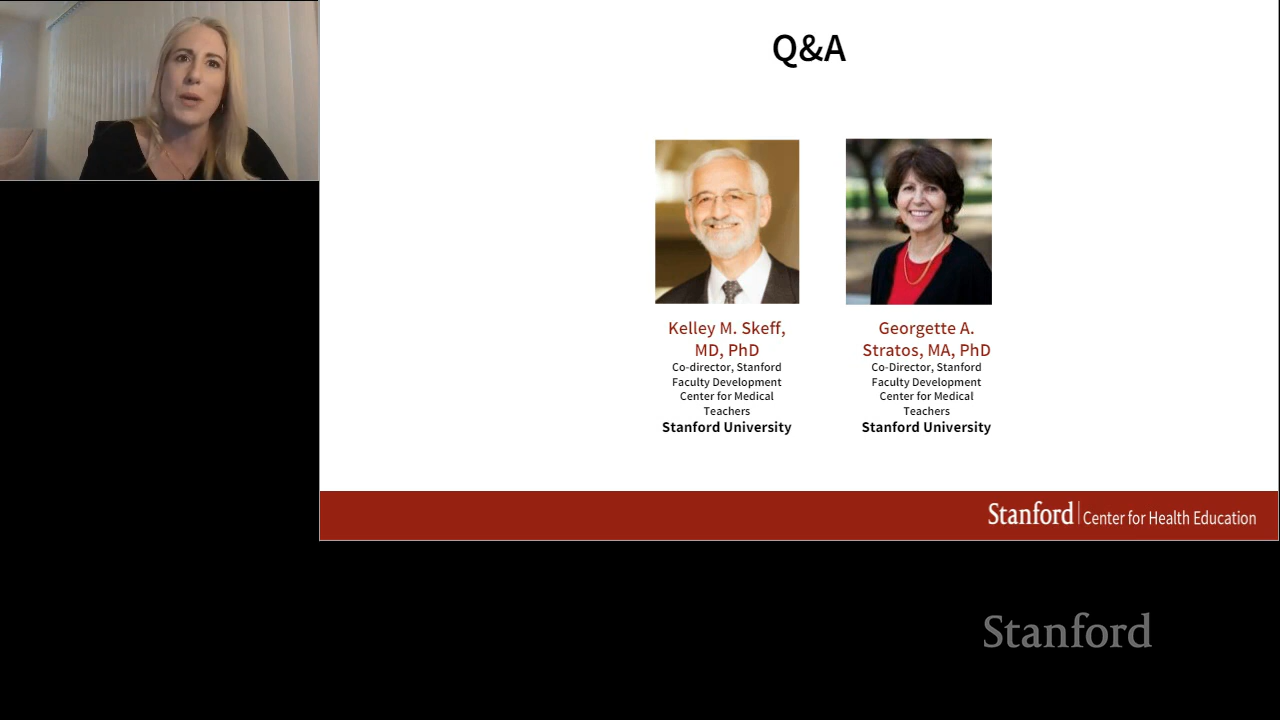 Q&A
Kelley M. Skeff,
MD, PhD
Co-director, Stanford
Faculty Development
Center for Medical
Teachers
Stanford University
Georgette A.
Stratos, MA, PhD
Co-Director, Stanford
Faculty Development
Center for Medical
Teachers
Stanford University
Stanford | Center for Health Education
Stanford